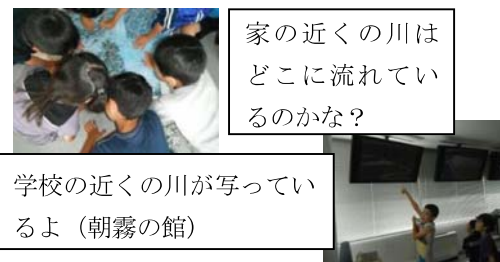 家の近くの川は
どこに流れてい
るのかな？
学校の近くの川が写ってい
るよ（朝霧の館）